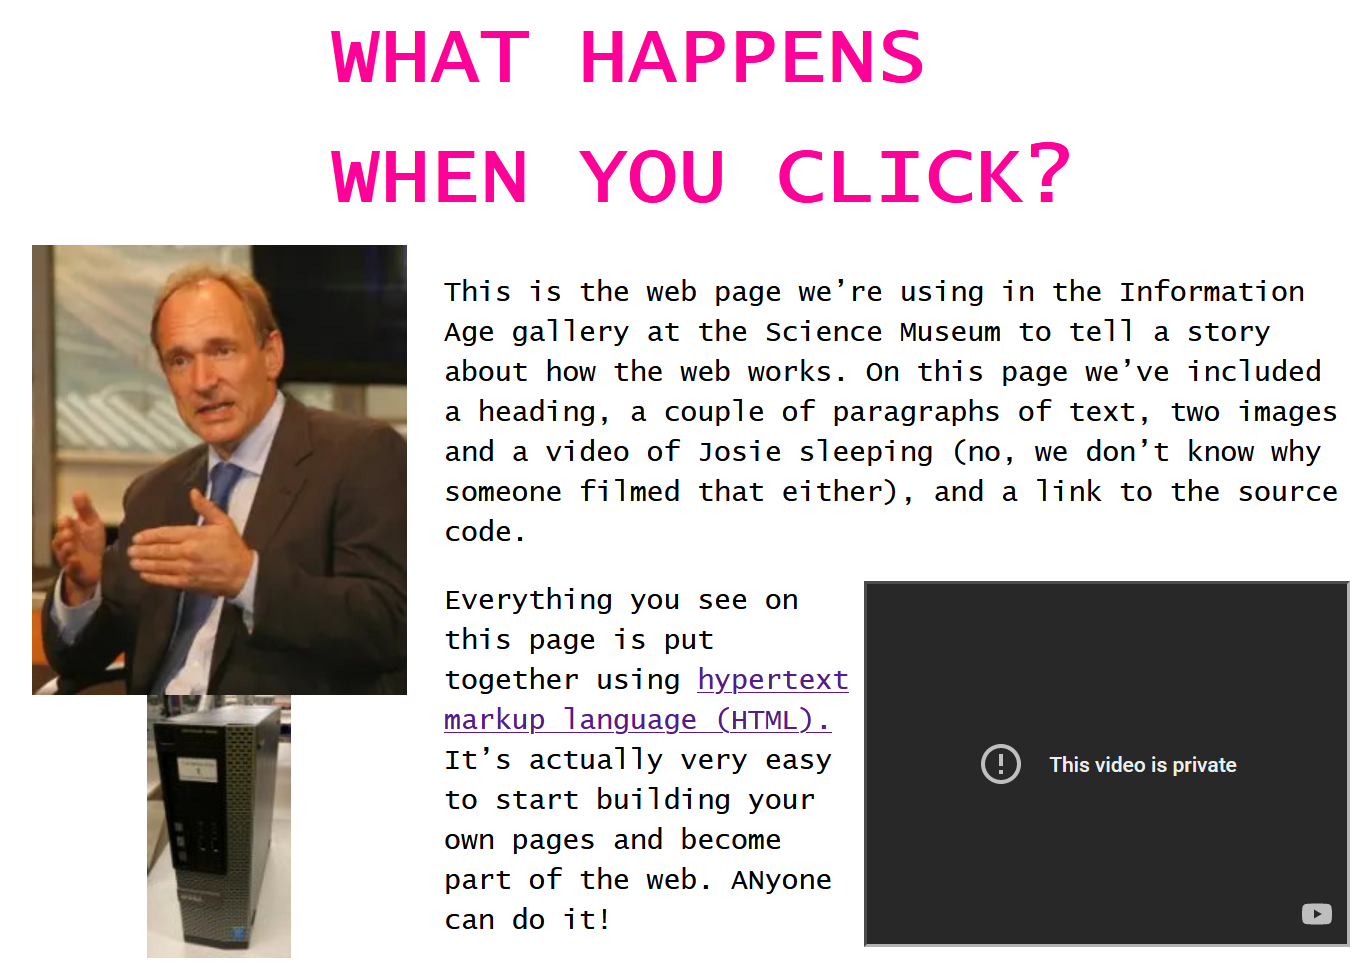 WHAT HAPPENS
WHEN YOU CLICK?
This is the web page we’re using in the Information
Age gallery at the Science Museum to tell a story
about how the web works. On this page we’ve included
a heading, a couple of paragraphs of text, two images
and a video of Josie sleeping (no, we don’t know why
someone filmed that either), and a link to the source
code.
Everything you see on
this page is put
together using hypertext
markup language (HTML).
It’s actually very easy
to start building your
own pages and become
part of the web. ANyone
can do it!
This video is private